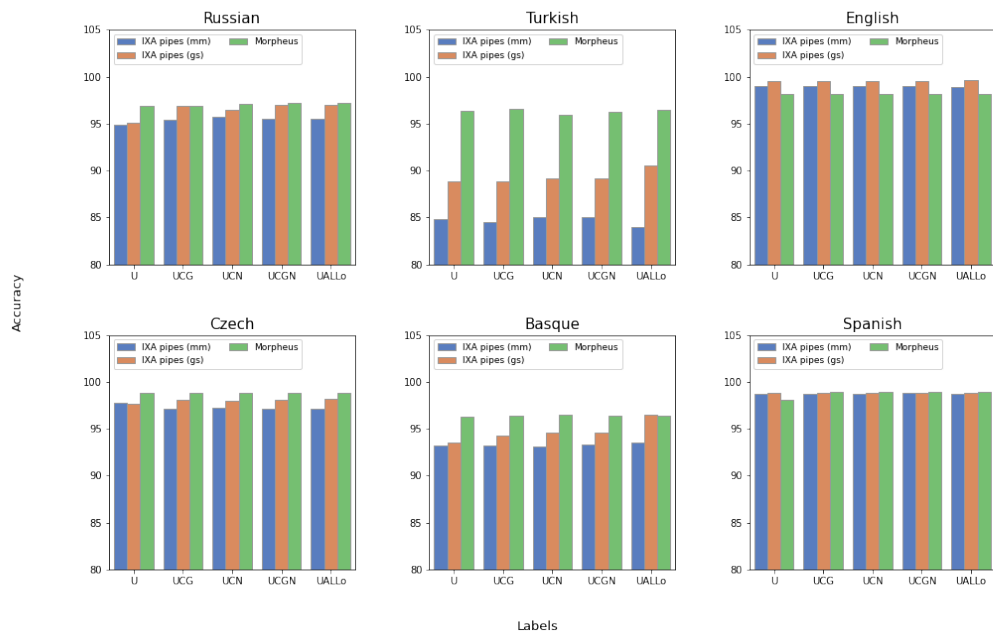 Russian
105
100
95
90
85
80
IXA pipes (mm)
IXA pipes (gs)
Morpheus
U UCG UCN UCGN UALLo
Turkish
105
100
95
90
85
80
IXA pipes (mm)
IXA pipes (gs)
Morpheus
U UCG UCN UCGN UALLo
English
105
100
95
90
85
80
IXA pipes (mm)
IXA pipes (gs)
Morpheus
U UCG UCN UCGN UALLo
Accuracy
Czech
105
100
95
90
85
80
IXA pipes (mm)
IXA pipes (gs)
Morpheus
U UCG UCN UCGN UALLo
Basque
105
100
95
90
85
80
IXA pipes (mm)
IXA pipes (gs)
Morpheus
U UCG UCN UCGN UALLo
Spanish
105
100
95
90
85
80
IXA pipes (mm)
IXA pipes (gs)
Morpheus
U UCG UCN UCGN UALLo
Labels